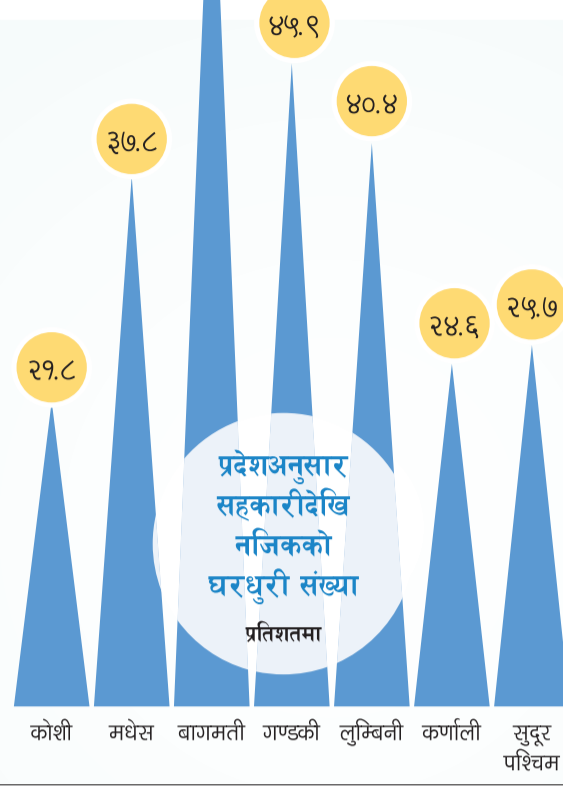 ४५.९
४०.४
३७.८
२५.७
२४.६
२१.८
प्रदेशअनुसार
सहकारीदेखि
नजिकको
घरधुरी संख्या
प्रतिशतमा
कोशी मधेस बागमती गण्डकी लुम्बिनी कर्णाली सुदूर
पश्चिम